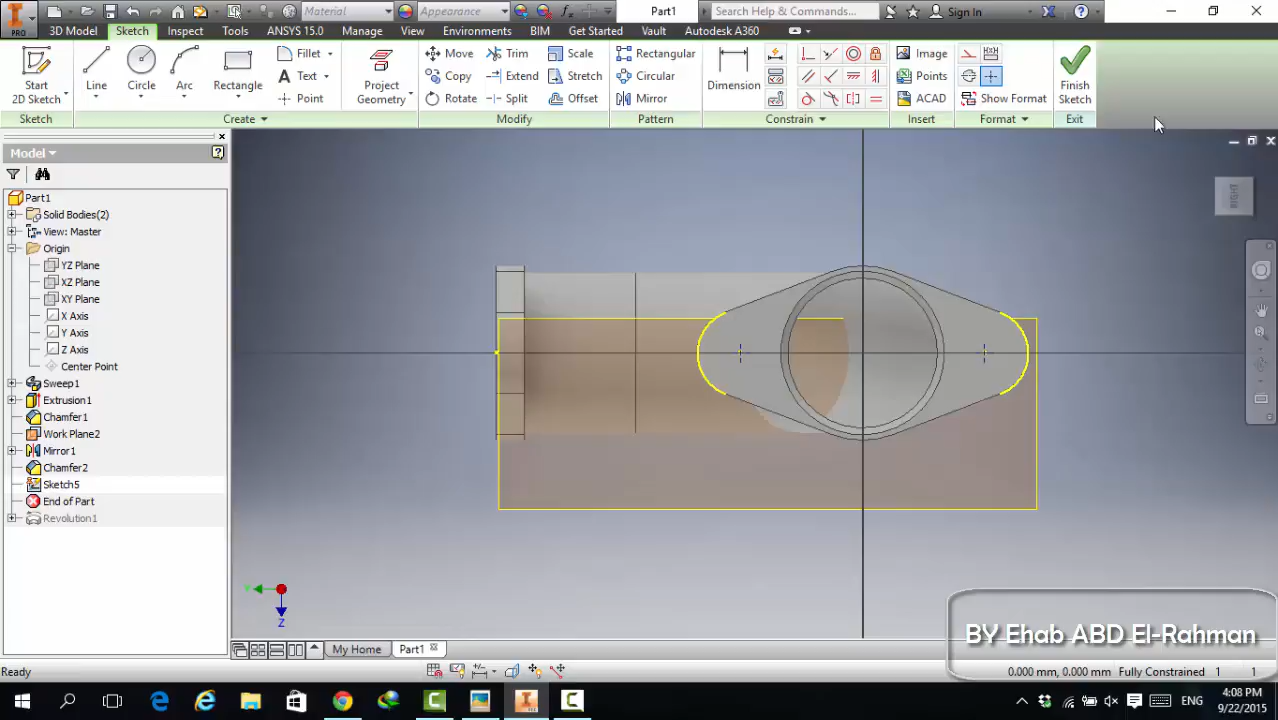 Material
Appearance
Part1
Search Help & Commands...
Sign In
PRO
3D Model
Sketch
Inspect
Tools
ANSYS 15.0
Manage
View
Environments
BIM
Get Started
Vault
Autodesk A360
Start
2D Sketch
Line
Circle
Arc
Rectangle
Fillet
Text
Point
Project
Geometry
Move
Copy
Rotate
Trim
Extend
Split
Scale
Stretch
Offset
Rectangular
Circular
Mirror
Dimension
Image
Points
ACAD
Show Format
Finish
Sketch
Sketch
Create
Modify
Pattern
Constrain
Insert
Format
Exit
Model
Part1
Solid Bodies(2)
View: Master
Origin
YZ Plane
XZ Plane
XY Plane
X Axis
Y Axis
Z Axis
Center Point
Sweep1
Extrusion1
Chamfer1
Work Plane2
Mirror1
Chamfer2
Sketch5
End of Part
Revolution1
Y
Z
My Home
Part1
BY Ehab ABD El-Rahman
Ready
0.000 mm, 0.000 mm
Fully Constrained
1
1
ENG
4:08 PM
9/22/2015